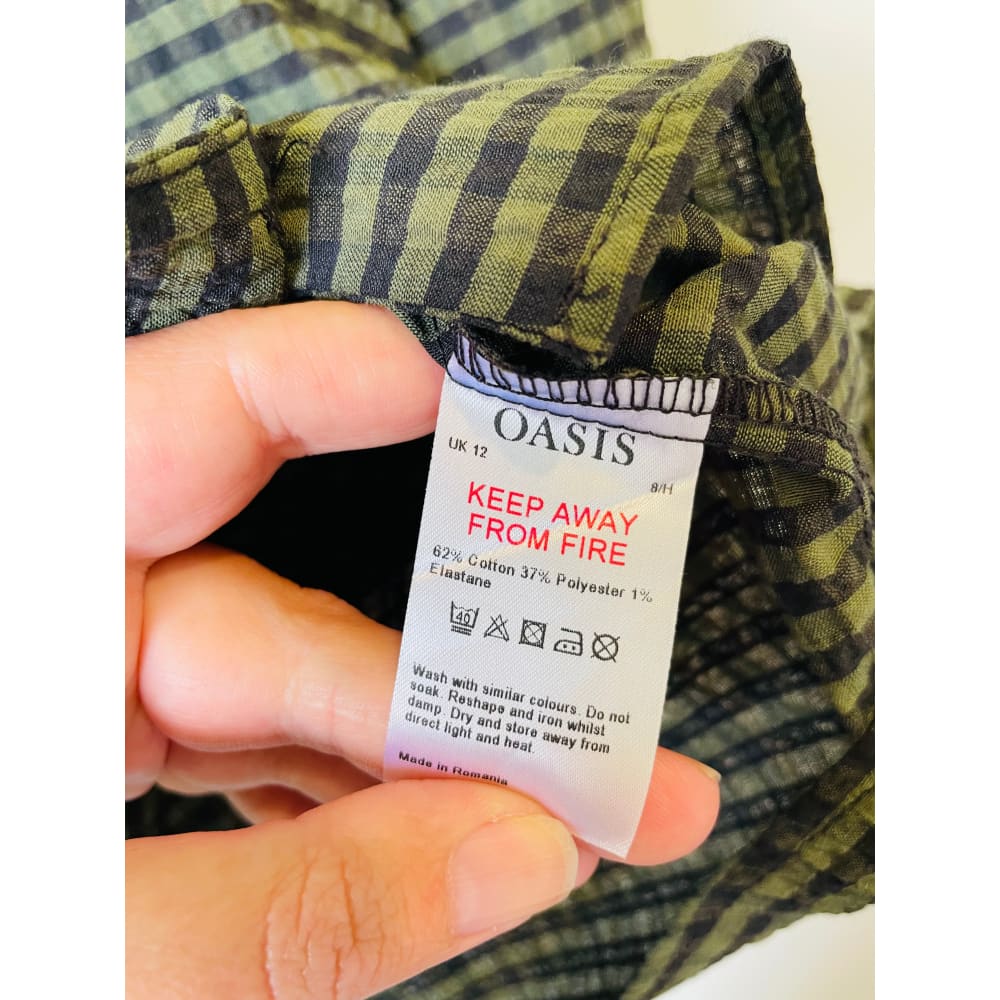 OASIS
UK 12
8/H
KEEP AWAY
FROM FIRE
62% Cotton 37% Polyester 1%
Elastane
40
Wash with similar colours. Do not
soak. Reshape and iron whilst
damp. Dry and store away from
direct light and heat.
Made in Romania